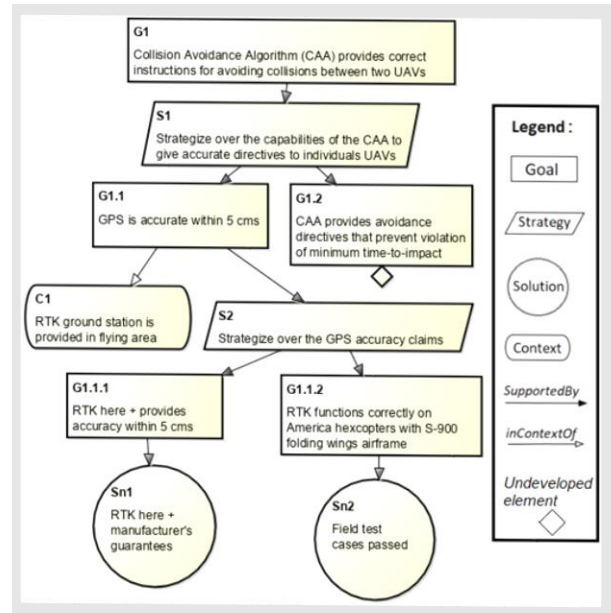 G1
Collision Avoidance Algorithm (CAA) provides correct
instructions for avoiding collisions between two UAVs
S1
Strategize over the capabilities of the CAA to
give accurate directives to individuals UAVs
G1.1
GPS is accurate within 5 cms
G1.2
CAA provides avoidance
directives that prevent violation
of minimum time-to-impact
C1
RTK ground station is
provided in flying area
S2
Strategize over the GPS accuracy claims
G1.1.1
RTK here + provides
accuracy within 5 cms
G1.1.2
RTK functions correctly on
America hexcopters with S-900
folding wings airframe
Sn1
RTK here +
manufacturer's
guarantees
Sn2
Field test
cases passed
Legend :
Goal
Strategy
Solution
Context
SupportedBy
inContextOf
Undeveloped
element